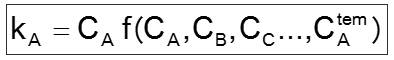 k_A = C_A f(C_A,C_B,C_C...,C_A^tem)